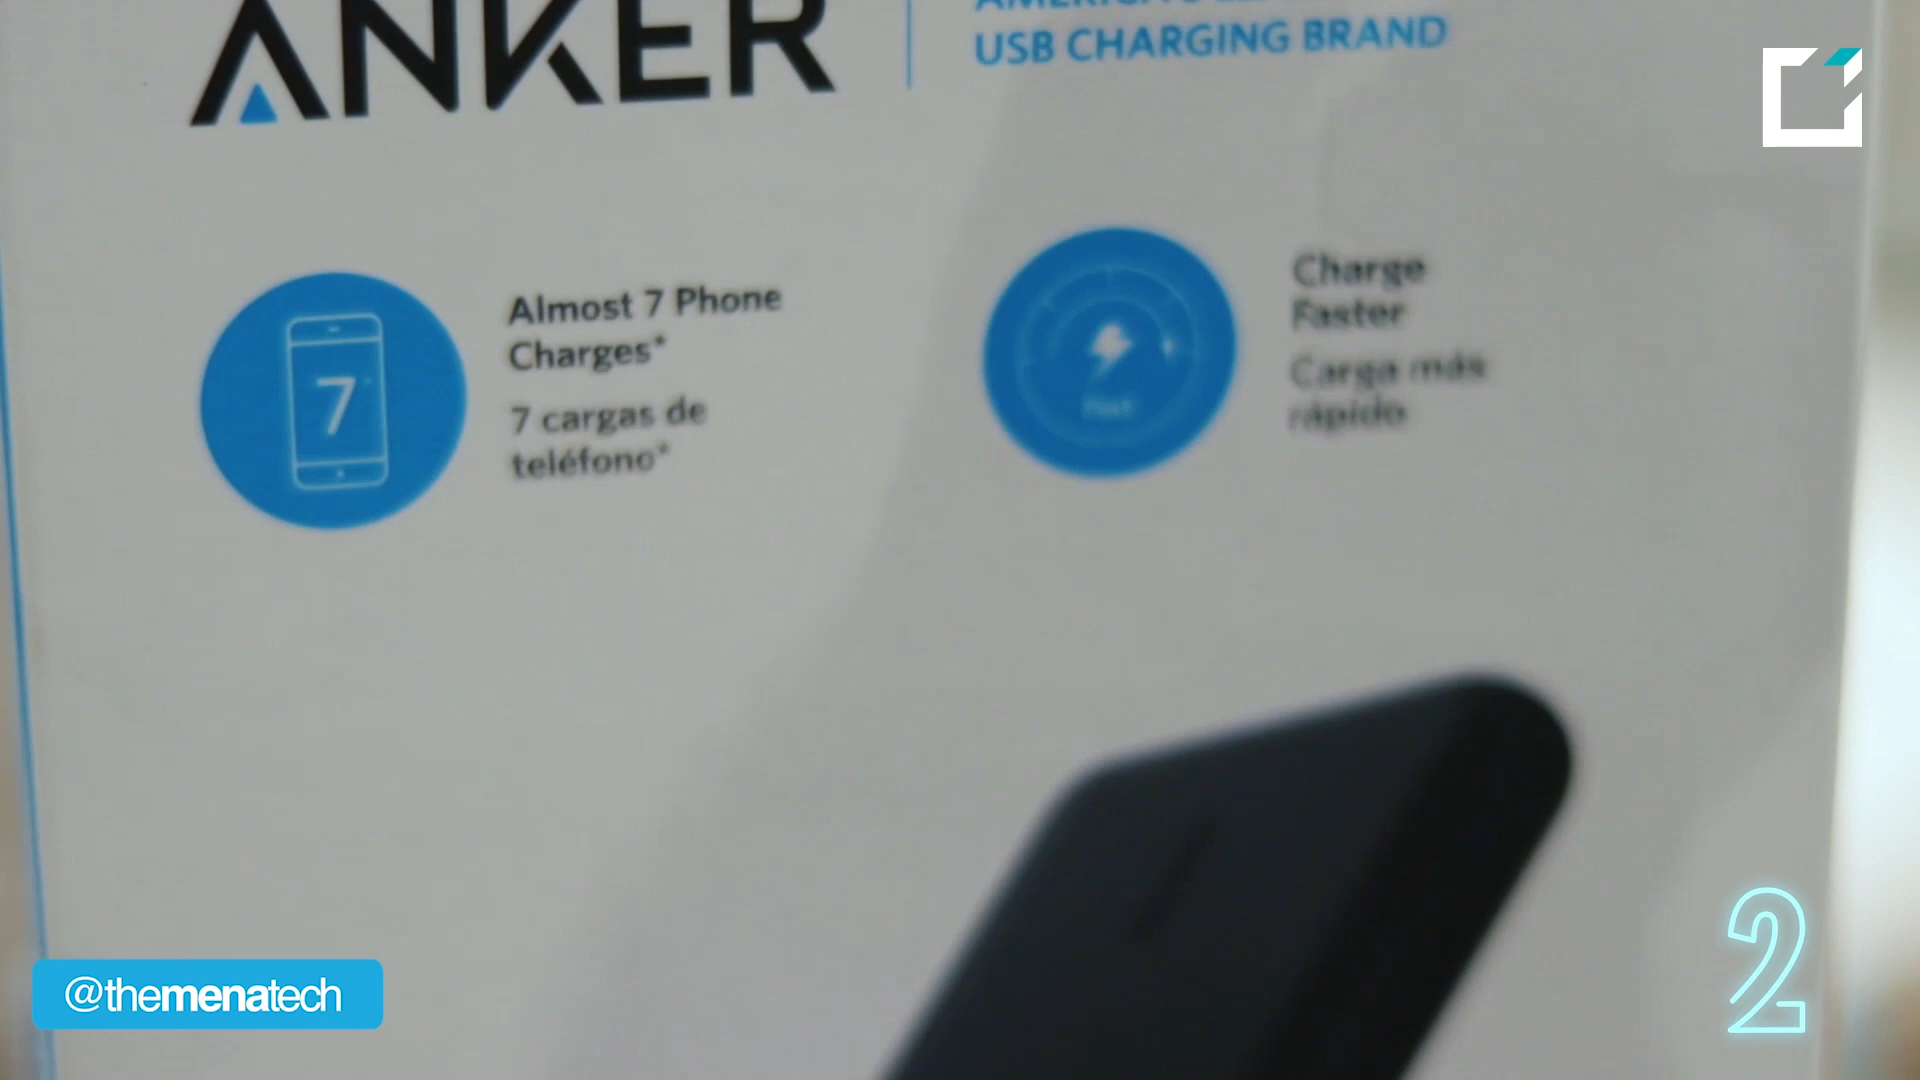 ANKER
USB CHARGING BRAND
7
Almost 7 Phone
Charges*
7 cargas de
teléfono*
Charge
Faster
Carga más
rápido
@themenatech
2